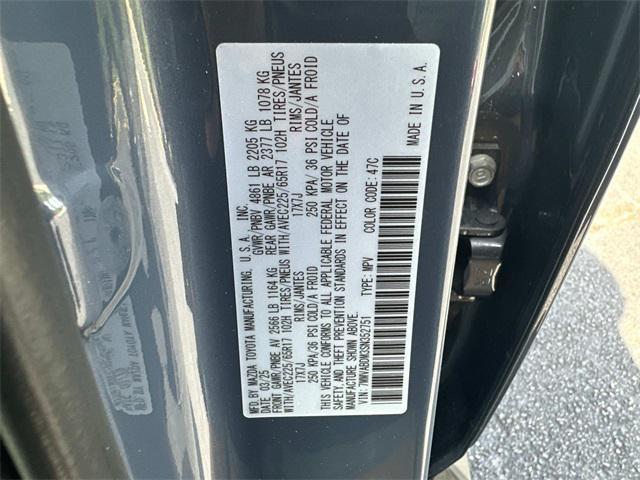 MFD. BY MAZDA TOYOTA MANUFACTURING, U.S.A., INC.
DATE 03/25 GVWR/PNBV 4861 LB 2205 KG
FRONT GAWR/PNBE AV 2566 LB 1164 KG REAR GAWR/PNBE AR 2377 LB 1078 KG
WITH/AVEC225/65R17 102H TIRES/PNEUS WITH/AVEC225/65R17 102H TIRES/PNEUS
17X7J RIMS/JANTES 17X7J RIMS/JANTES
250 KPA/36 PSI COLD/A FROID 250 KPA/ 36 PSI COLD/A FROID
THIS VEHICLE CONFORMS TO ALL APPLICABLE FEDERAL MOTOR VEHICLE
SAFETY, AND THEFT PREVENTION STANDARDS IN EFFECT ON THE DATE OF
MANUFACTURE SHOWN ABOVE.
VIN: TYPE: MPV COLOR CODE: 47C
MADE IN U.S.A.